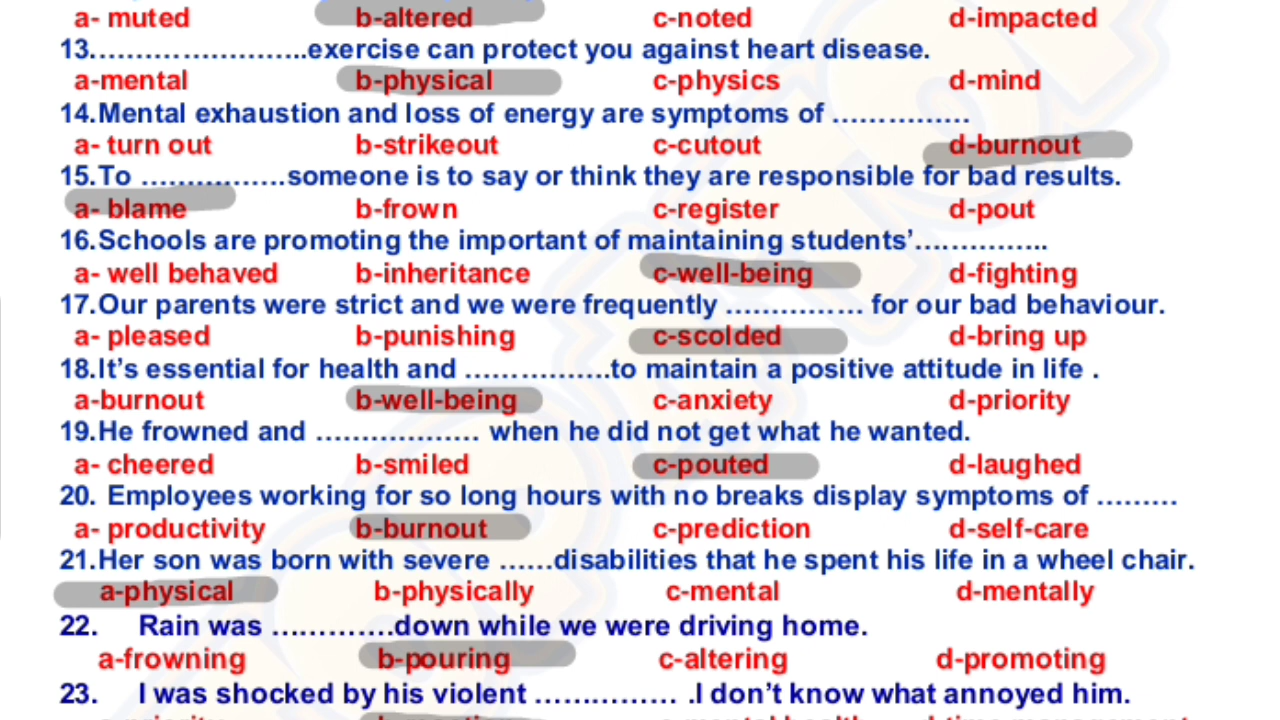 a- muted b-altered c-noted d-impacted
13.……………………..exercise can protect you against heart disease.
a-mental b-physical c-physics d-mind
14.Mental exhaustion and loss of energy are symptoms of ……………
a- turn out b-strikeout c-cutout d-burnout
15.To ……………..someone is to say or think they are responsible for bad results.
a- blame b-frown c-register d-pout
16.Schools are promoting the important of maintaining students’…………..
a- well behaved b-inheritance c-well-being d-fighting
17.Our parents were strict and we were frequently …………… for our bad behaviour.
a- pleased b-punishing c-scolded d-bring up
18.It’s essential for health and ……………..to maintain a positive attitude in life .
a-burnout b-well-being c-anxiety d-priority
19.He frowned and ……………… when he did not get what he wanted.
a- cheered b-smiled c-pouted d-laughed
20. Employees working for so long hours with no breaks display symptoms of ………
a- productivity b-burnout c-prediction d-self-care
21.Her son was born with severe ……disabilities that he spent his life in a wheel chair.
a-physical b-physically c-mental d-mentally
22. Rain was ………….down while we were driving home.
a-frowning b-pouring c-altering d-promoting
23. I was shocked by his violent …………… .I don’t know what annoyed him.